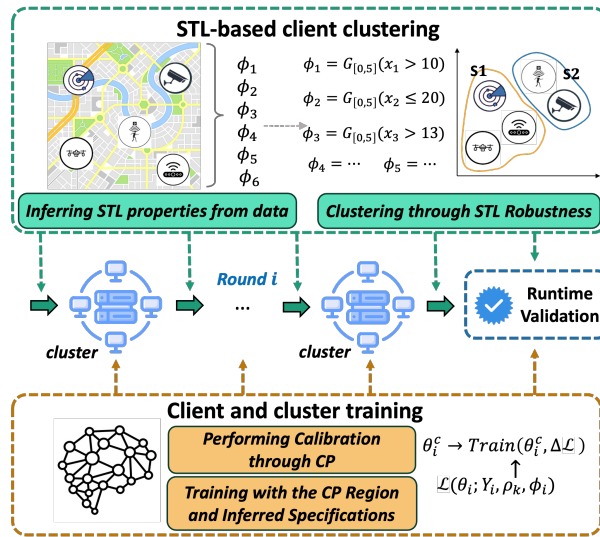 STL-based client clustering
ϕ₁
ϕ₂
ϕ₃
ϕ₄
ϕ₅
ϕ₆
ϕ₁ = G[0,5](x₁ > 10)
ϕ₂ = G[0,5](x₂ ≤ 20)
ϕ₃ = G[0,5](x₃ > 13)
ϕ₄ = ⋯ ϕ₅ = ⋯
S1
S2
Inferring STL properties from data
Clustering through STL Robustness
Round i
...
cluster
cluster
Runtime
Validation
Client and cluster training
Performing Calibration
through CP
Training with the CP Region
and Inferred Specifications
θᵢᶜ → Train(θᵢᶜ, Δℒ)
↑
ℒ(θᵢ; Yᵢ, ρₖ, ϕᵢ)